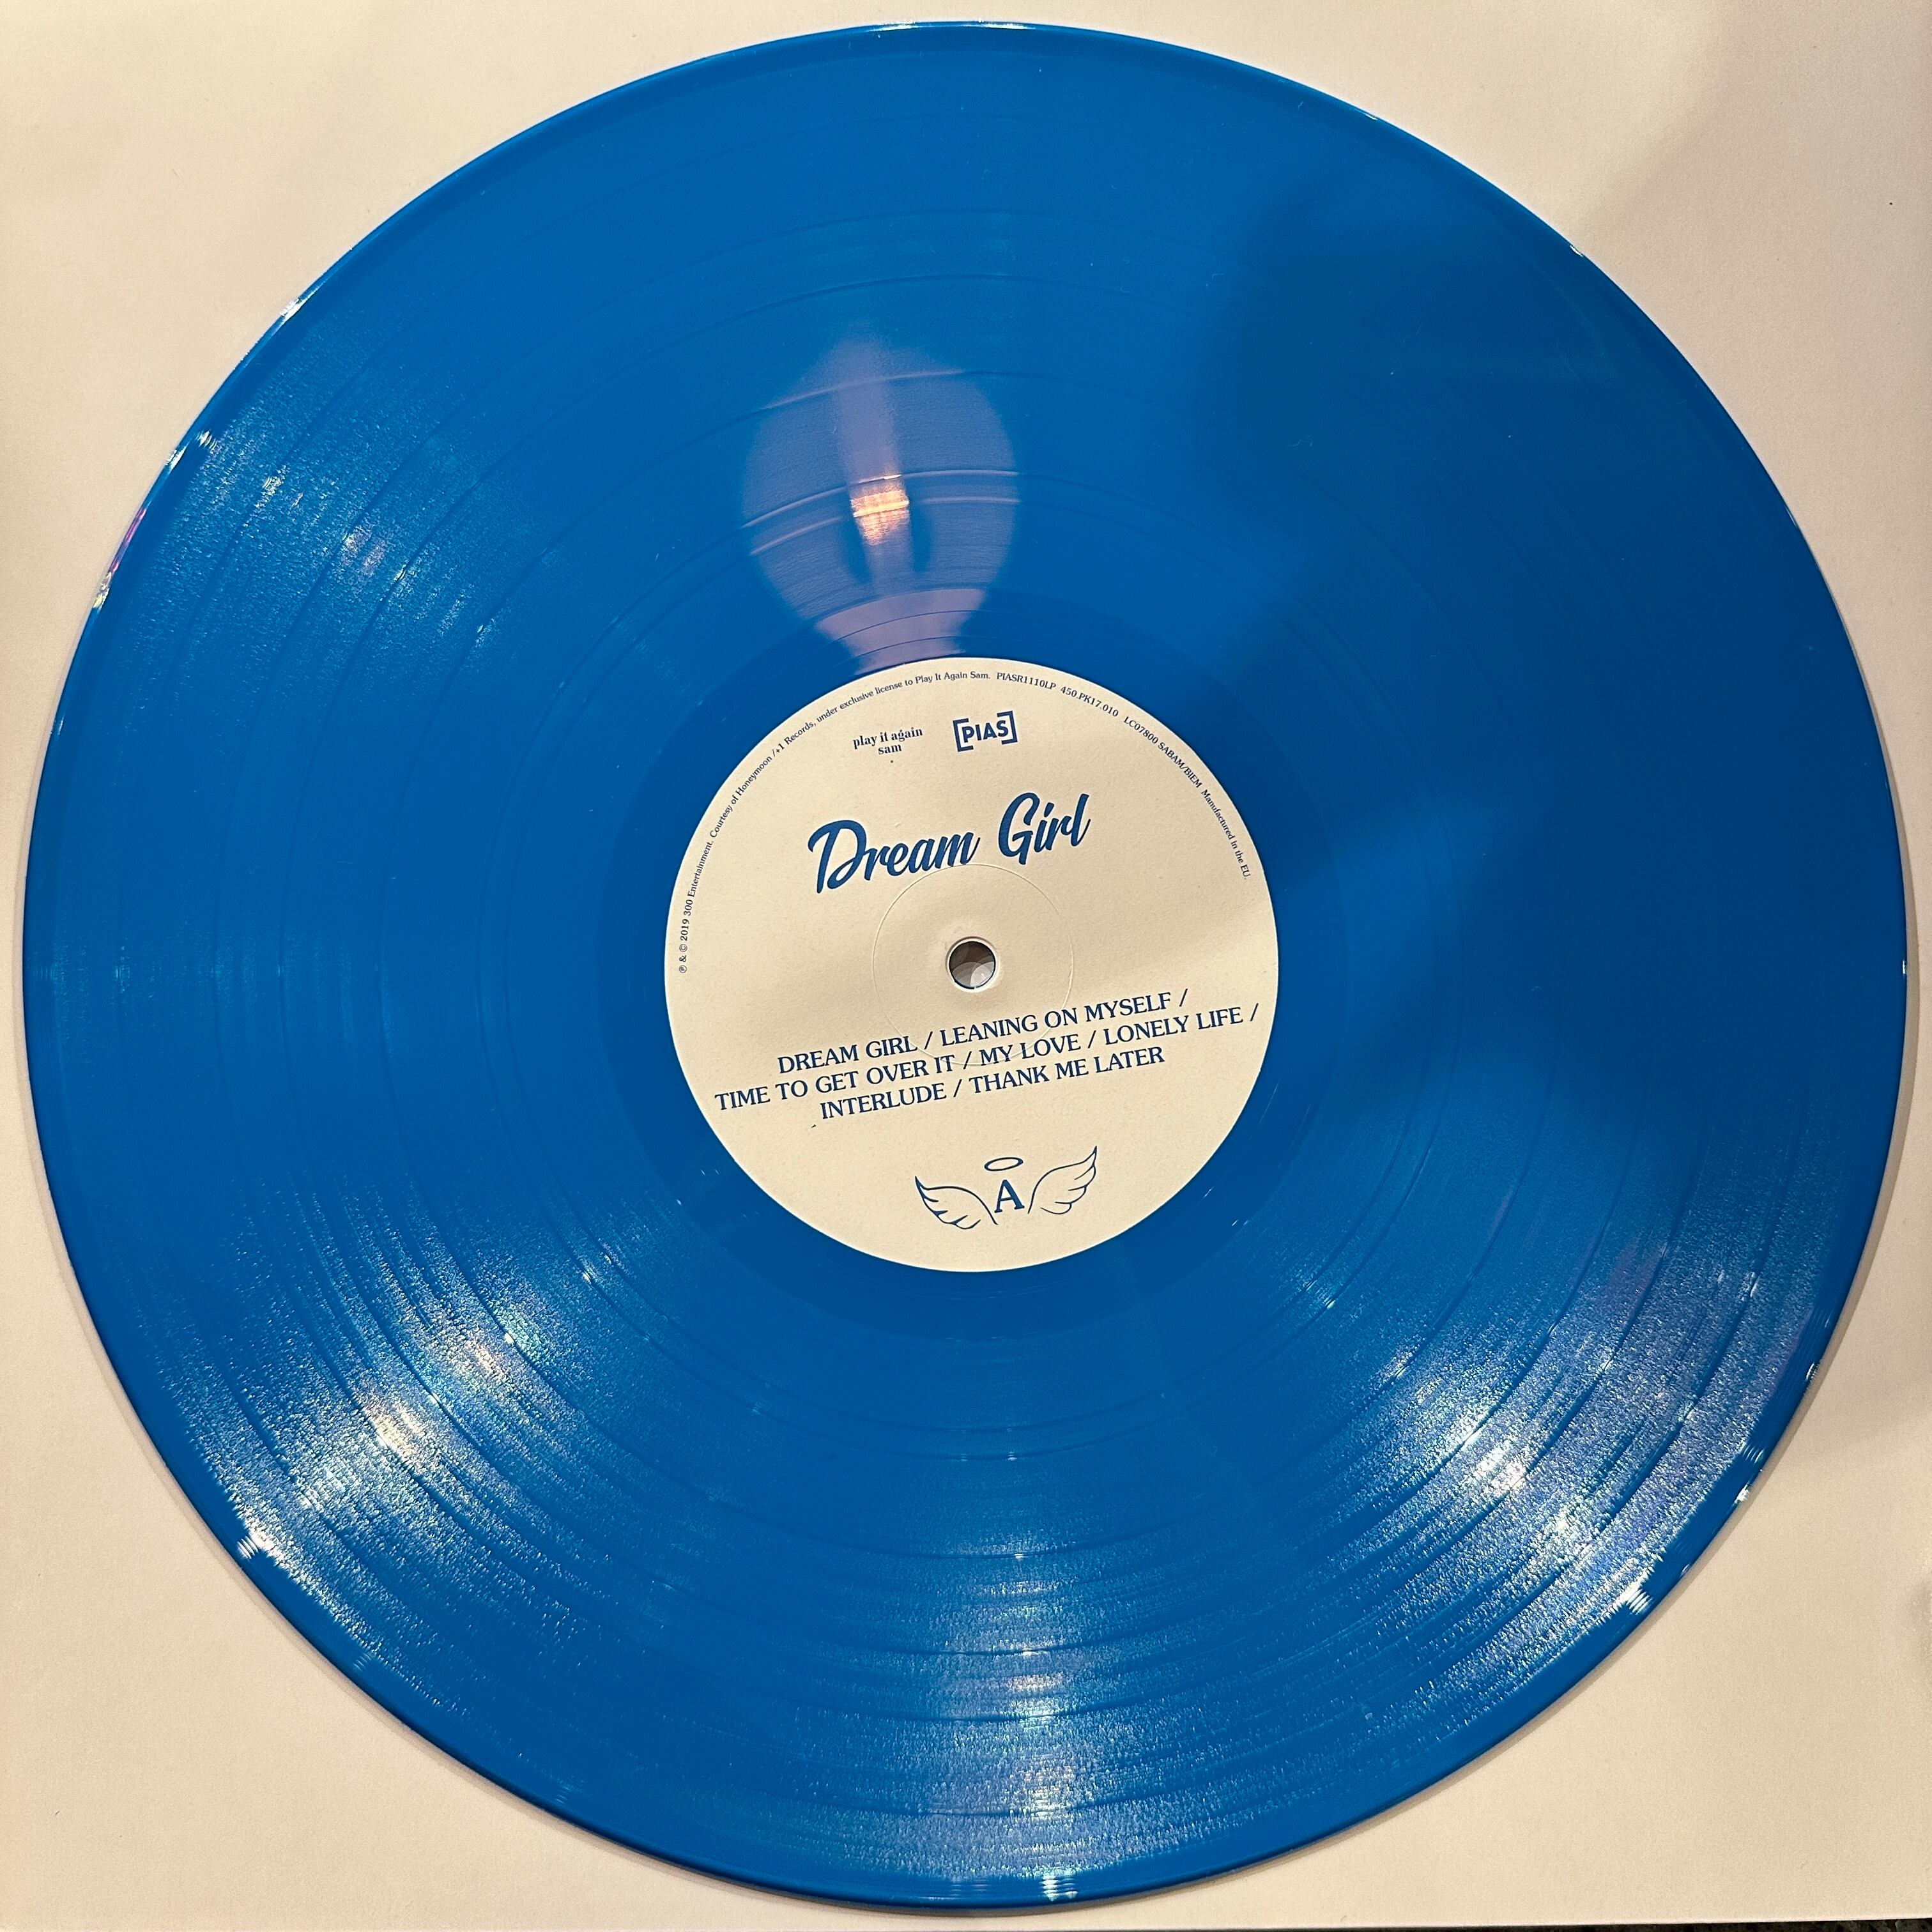 ℗ & © 2019 300 Entertainment. Courtesy of Honeymoon /+1 Records, under exclusive license to Play It Again Sam. PIASR1110LP 450.PK17.010 LC07800 SABAM/BIEM Manufactured in the EU.
play it again
sam
[PIAS]
Dream Girl
DREAM GIRL / LEANING ON MYSELF /
TIME TO GET OVER IT / MY LOVE / LONELY LIFE /
INTERLUDE / THANK ME LATER
A